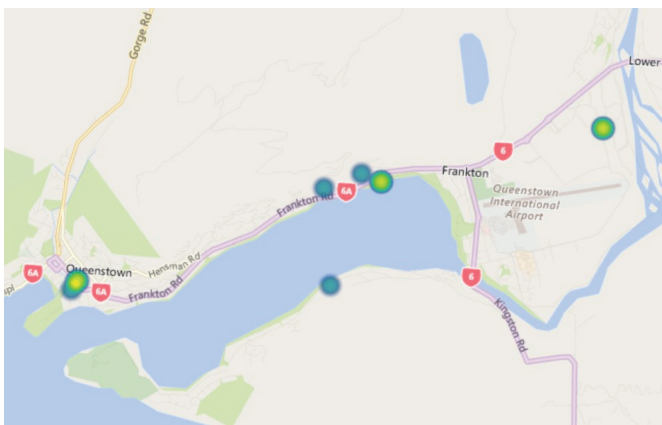 Gorge Rd
Lower
6
Frankton
6A
Frankton Rd
Queenstown
International
Airport
Hensman Rd
Queenstown
6A
6A
Frankton Rd
6
Kingston Rd